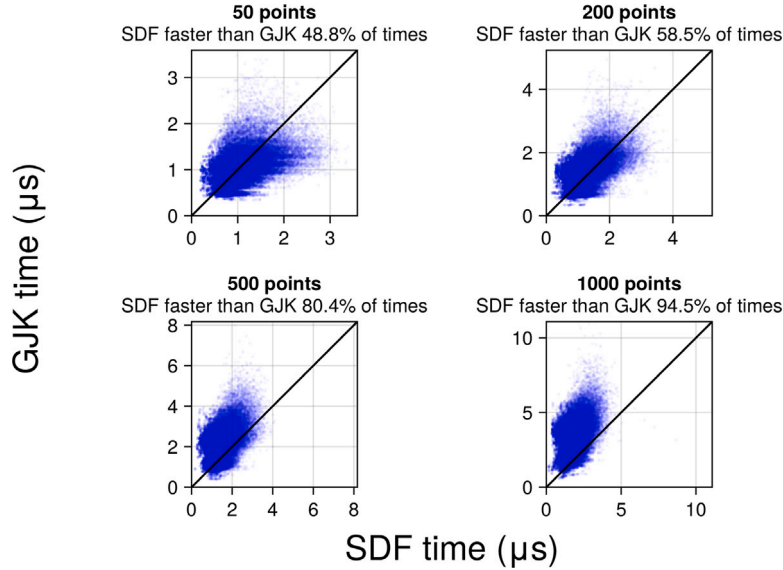 50 points
SDF faster than GJK 48.8% of times
3
2
1
0
0 1 2 3
200 points
SDF faster than GJK 58.5% of times
4
2
0
0 2 4
500 points
SDF faster than GJK 80.4% of times
8
6
4
2
0
0 2 4 6 8
1000 points
SDF faster than GJK 94.5% of times
10
5
0
0 5 10
GJK time (μs)
SDF time (μs)